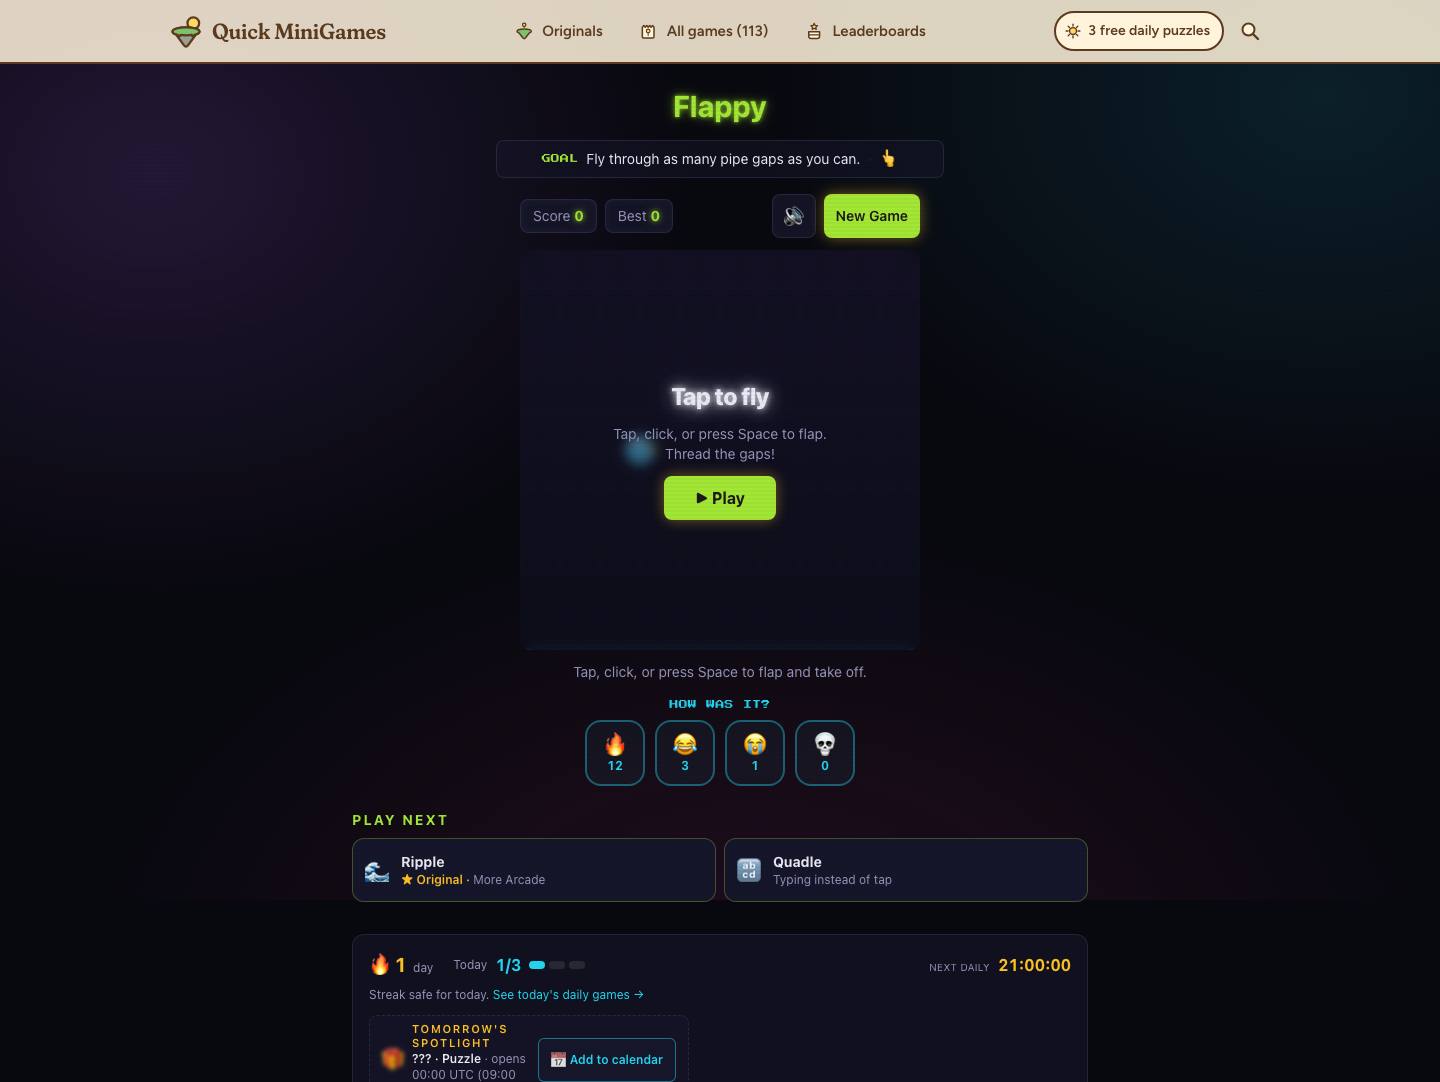 Quick MiniGames
Originals
All games (113)
Leaderboards
3 free daily puzzles
Flappy
GOAL Fly through as many pipe gaps as you can.
Score 0
Best 0
New Game
Tap to fly
Tap, click, or press Space to flap.
Thread the gaps!
Play
Tap, click, or press Space to flap and take off.
HOW WAS IT?
12
3
1
0
PLAY NEXT
Ripple
Original · More Arcade
abcd
Quadle
Typing instead of tap
1 day
Today 1/3
NEXT DAILY 21:00:00
Streak safe for today. See today's daily games →
TOMORROW'S
SPOTLIGHT
??? · Puzzle · opens
00:00 UTC (09:00
Add to calendar